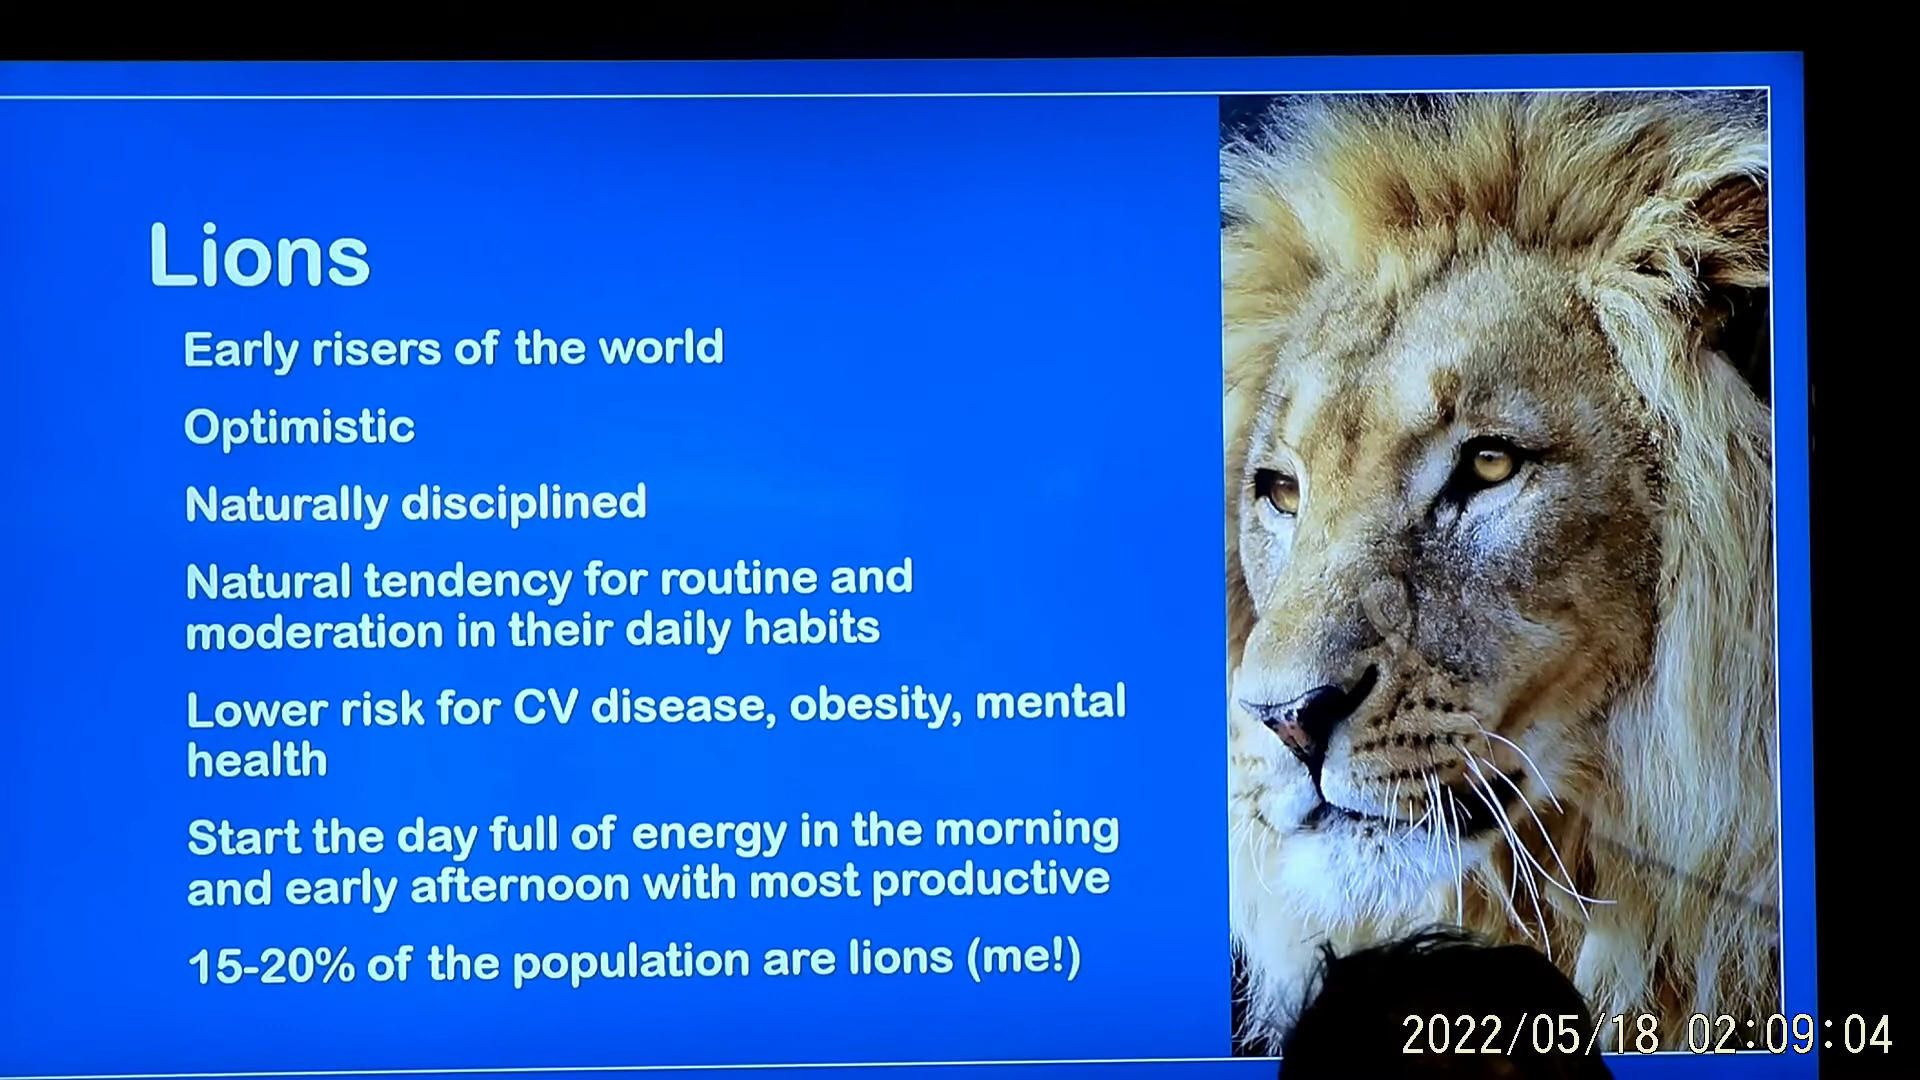 Lions
Early risers of the world
Optimistic
Naturally disciplined
Natural tendency for routine and
moderation in their daily habits
Lower risk for CV disease, obesity, mental
health
Start the day full of energy in the morning
and early afternoon with most productive
15-20% of the population are lions (me!)
2022/05/18 02:09:04